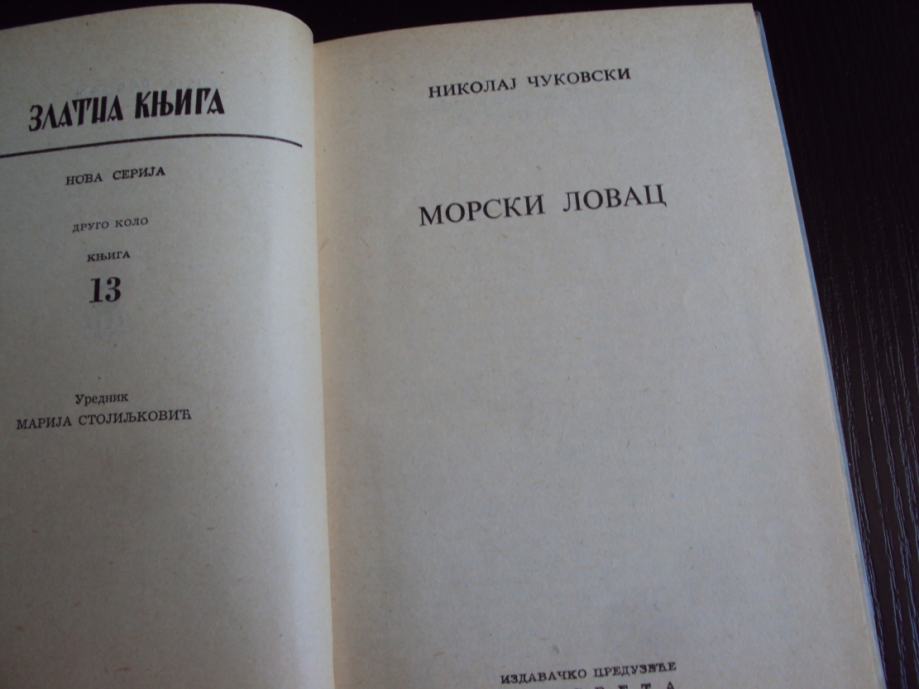 ЗЛАТНА КЊИГА
НОВА СЕРИЈА
ДРУГО КОЛО
КЊИГА
13
Уредник
МАРИЈА СТОЈИЉКОВИЋ
НИКОЛАЈ ЧУКОВСКИ
МОРСКИ ЛОВАЦ
ИЗДАВАЧКО ПРЕДУЗЕЋЕ